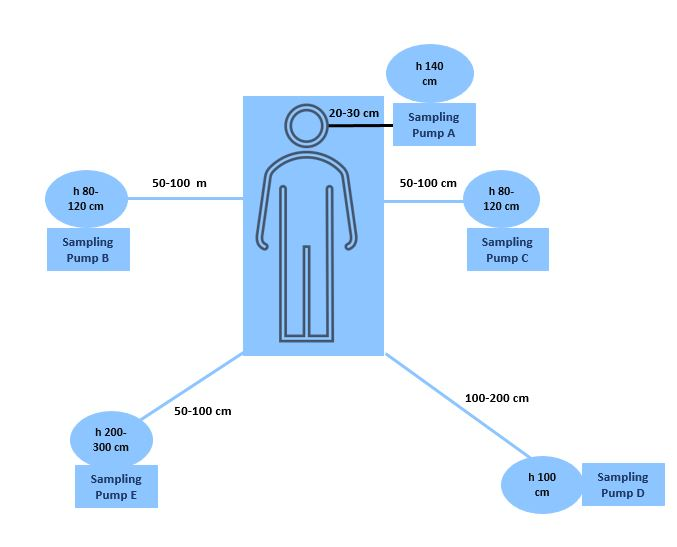 h 140
cm
20-30 cm
Sampling
Pump A
50-100  m
50-100 cm
h 80-
120 cm
h 80-
120 cm
Sampling
Pump B
Sampling
Pump C
100-200 cm
50-100 cm
h 200-
300 cm
h 100
cm
Sampling
Pump D
Sampling
Pump E